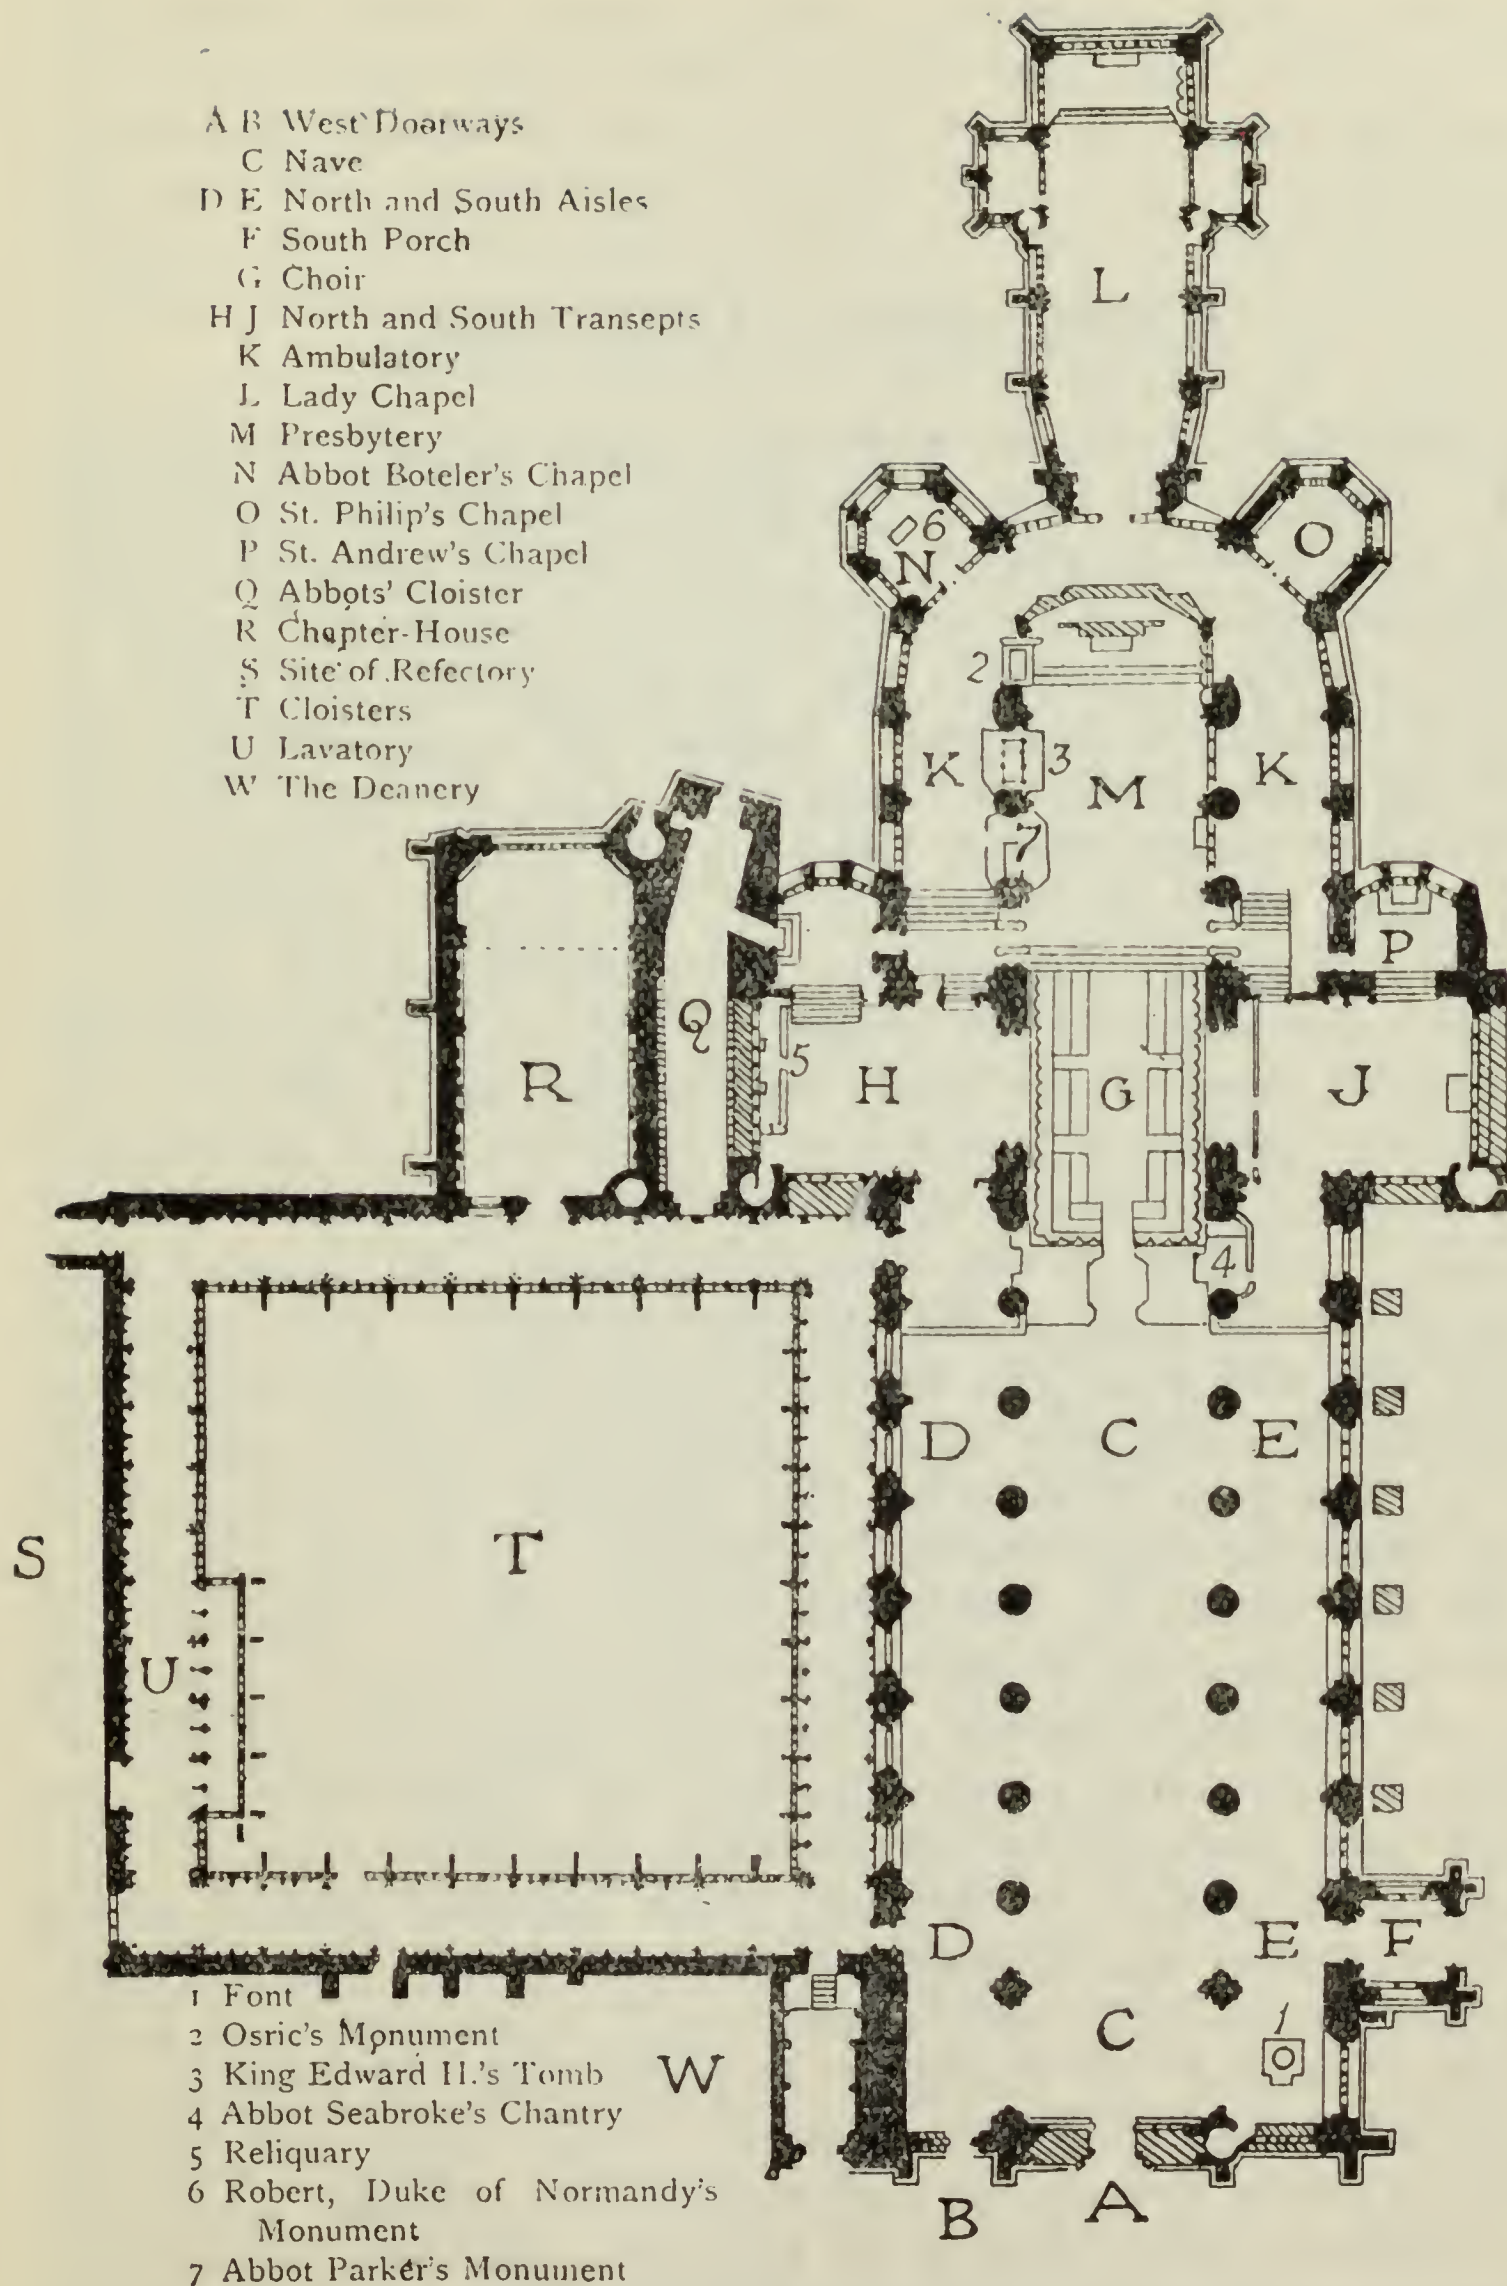 A B West Doorways
C Nave
D E North and South Aisles
F South Porch
G Choir
H J North and South Transepts
K Ambulatory
L Lady Chapel
M Presbytery
N Abbot Boteler's Chapel
O St. Philip's Chapel
P St. Andrew's Chapel
Q Abbots' Cloister
R Chapter-House
S Site of Refectory
T Cloisters
U Lavatory
W The Deanery
L
6
N
O
2
K
3
M
K
7
P
Q
R
5
H
G
J
4
D
C
E
S
T
U
D
E
F
C
1
W
B
A
1 Font
2 Osric's Monument
3 King Edward II.'s Tomb
4 Abbot Seabroke's Chantry
5 Reliquary
6 Robert, Duke of Normandy's
Monument
7 Abbot Parker's Monument